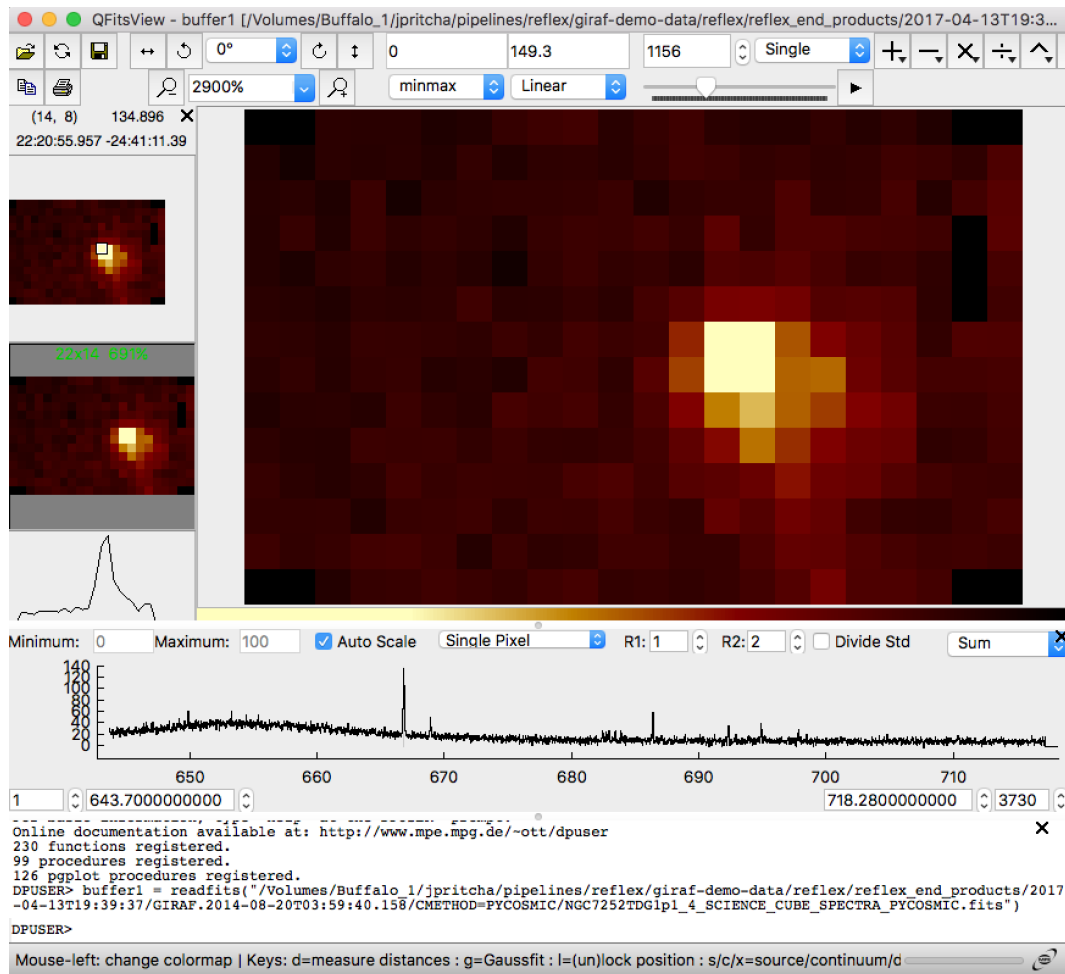 QFitsView - buffer1 [/Volumes/Buffalo_1/jpritcha/pipelines/reflex/giraf-demo-data/reflex/reflex_end_products/2017-04-13T19:3...
0° 0 149.3 1156 Single
2900% minmax Linear
(14, 8) 134.896
22:20:55.957 -24:41:11.39
22x14 691%
Minimum: 0 Maximum: 100 Auto Scale Single Pixel R1: 1 R2: 2 Divide Std Sum
140
120
100
80
60
40
20
0
650 660 670 680 690 700 710
1 643.7000000000 718.2800000000 3730
Online documentation available at: http://www.mpe.mpg.de/~ott/dpuser
230 functions registered.
99 procedures registered.
126 pgplot procedures registered.
DPUSER> buffer1 = readfits("/Volumes/Buffalo_1/jpritcha/pipelines/reflex/giraf-demo-data/reflex/reflex_end_products/2017
-04-13T19:39:37/GIRAF.2014-08-20T03:59:40.158/CMETHOD=PYCOSMIC/NGC7252TDG1p1_4_SCIENCE_CUBE_SPECTRA_PYCOSMIC.fits")
DPUSER>
Mouse-left: change colormap | Keys: d=measure distances : g=Gaussfit : l=(un)lock position : s/c/x=source/continuum/d